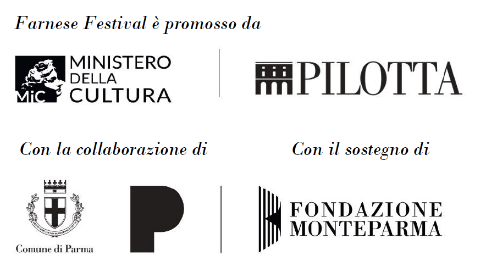 Farnese Festival è promosso da
MiC
MINISTERO
DELLA
CULTURA
PILOTTA
Con la collaborazione di
Con il sostegno di
Comune di Parma
P
FONDAZIONE
MONTEPARMA